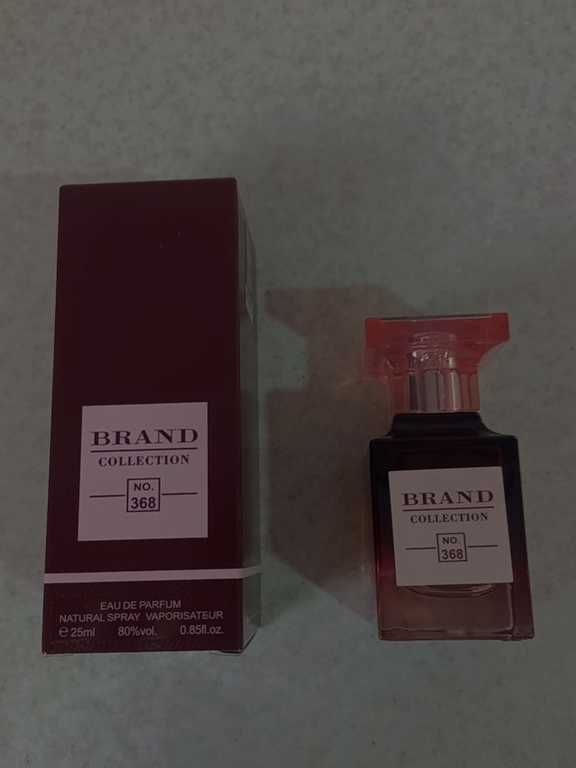 BRAND
COLLECTION
NO.
368
EAU DE PARFUM
NATURAL SPRAY VAPORISATEUR
℮ 25ml 80%vol. 0.85fl.oz.
BRAND
COLLECTION
NO.
368